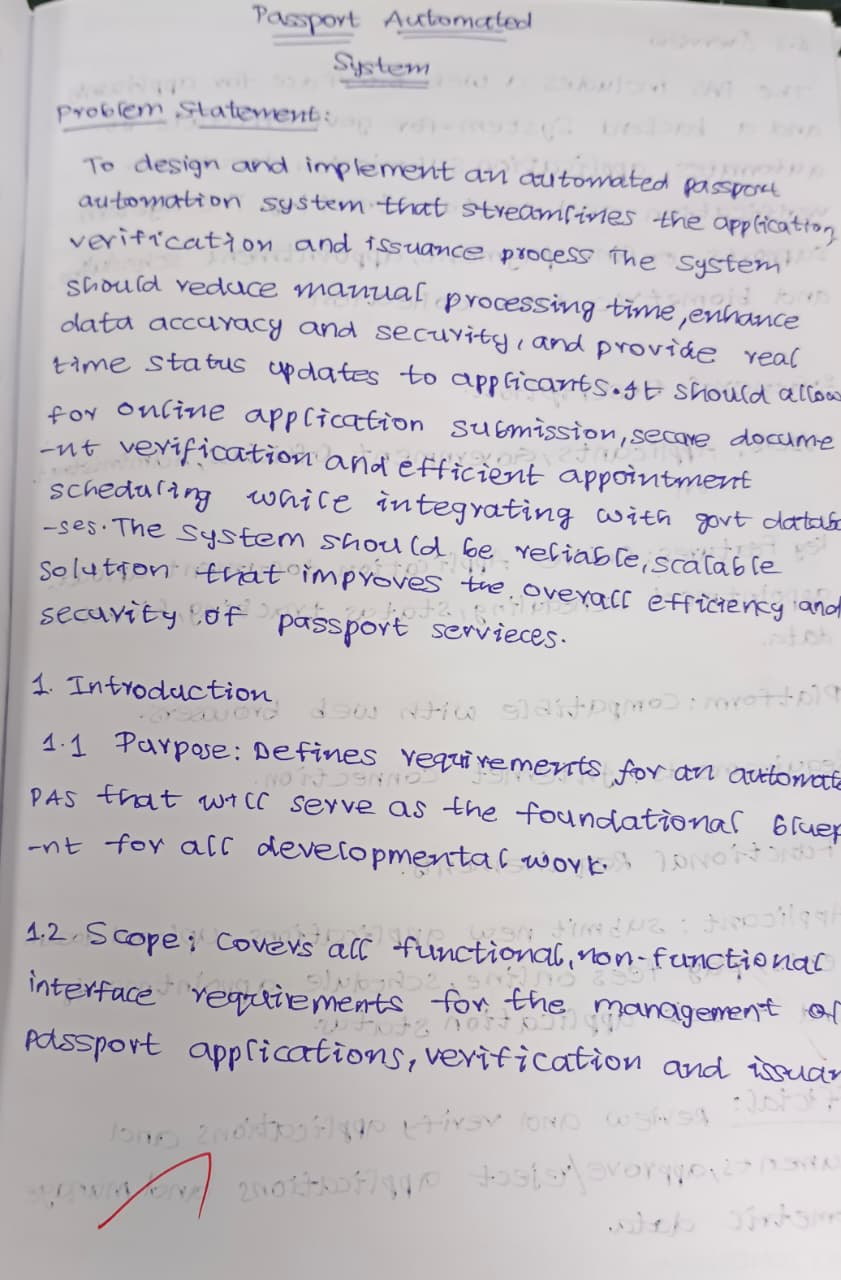 Passport Automated
System
Problem Statement:
To design and implement an automated passport
automation system that streamlines the application,
verification and issuance process The system
should reduce manual processing time, enhance
data accuracy and security, and provide real
time status updates to applicants. It should allow
for online application submission, secure docume
-nt verification and efficient appointment
scheduling while integrating with govt datab
-ses. The system should be reliable, scalable
solution that improves the overall efficiency and
security of passport servieces.
1. Introduction
1.1 Purpose: Defines requirements for an automate
PAS that will serve as the foundational bluep
-nt for all developmental work.
1.2 Scope: Covers all functional, non-functional
interface requirements for the management of
passport applications, verification and issuan